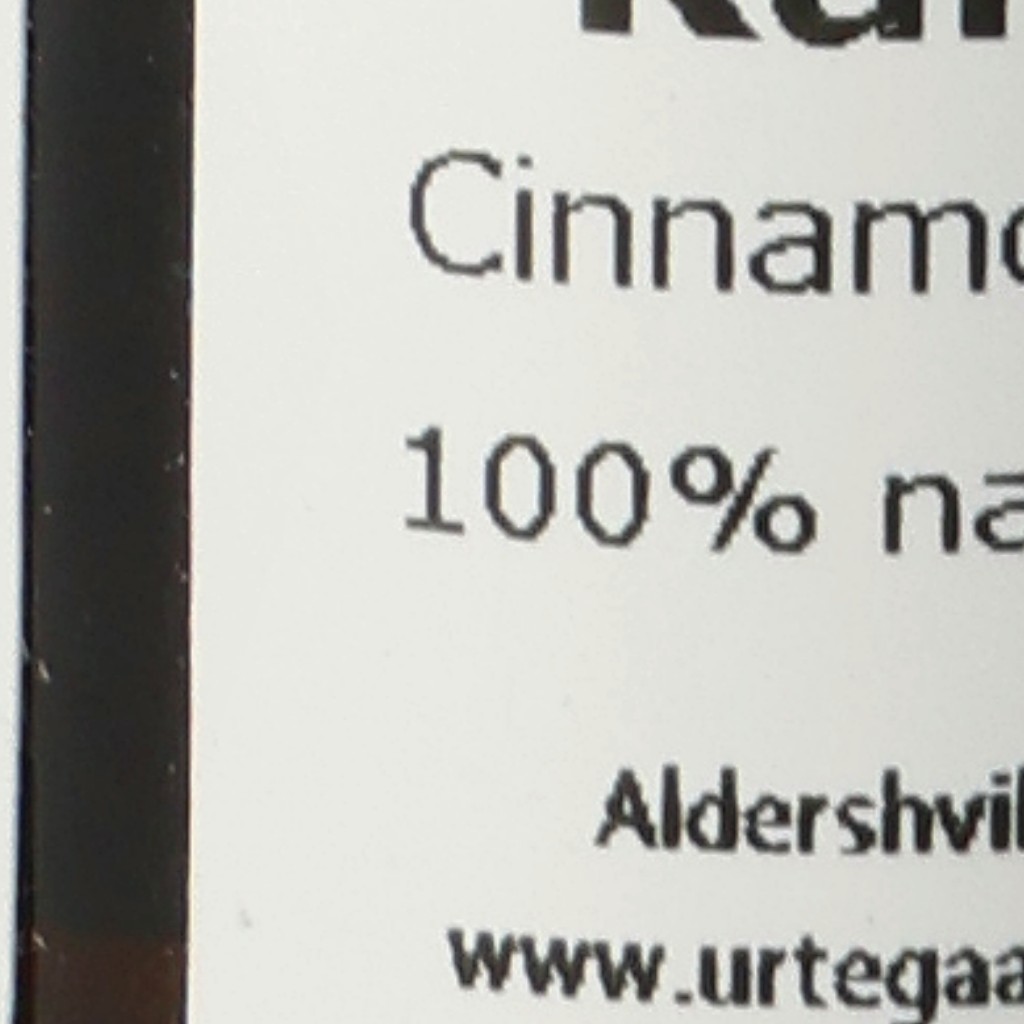 Cinnamo
100% na
Aldershvil
www.urtegaa